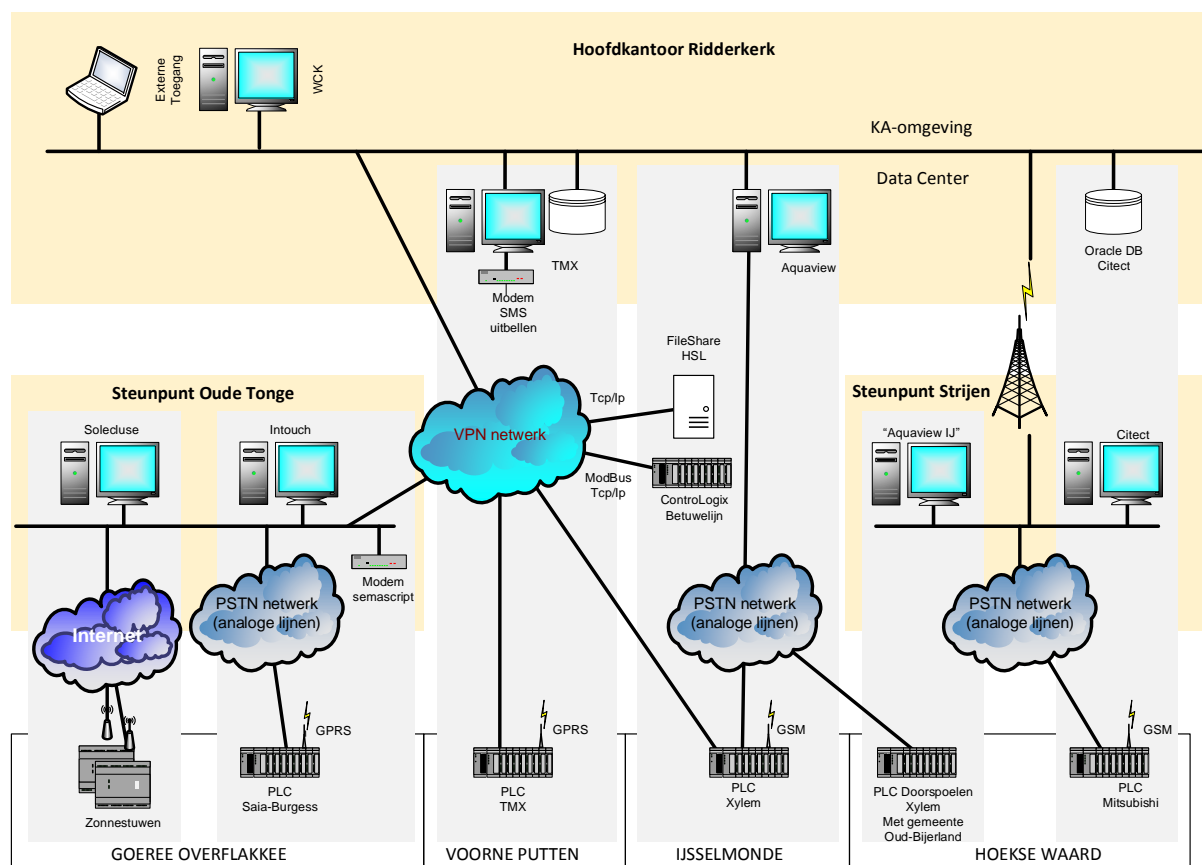 Hoofdkantoor Ridderkerk
Externe
Toegang
WCK
KA-omgeving
Data Center
TMX
Modem
SMS
uitbellen
Aquaview
Oracle DB
Citect
FileShare
HSL
Steunpunt Oude Tonge
Steunpunt Strijen
Tcp/Ip
Solecluse
Intouch
VPN netwerk
"Aquaview IJ"
Citect
ModBus
Tcp/Ip
ControLogix
Betuwelijn
Modem
semascript
PSTN netwerk
(analoge lijnen)
PSTN netwerk
(analoge lijnen)
PSTN netwerk
(analoge lijnen)
Internet
GPRS
GPRS
GSM
GSM
Zonnestuwen
PLC
Saia-Burgess
PLC
TMX
PLC
Xylem
PLC Doorspoelen
Xylem
Met gemeente
Oud-Bijerland
PLC
Mitsubishi
GOEREE OVERFLAKKEE
VOORNE PUTTEN
IJSSELMONDE
HOEKSE WAARD